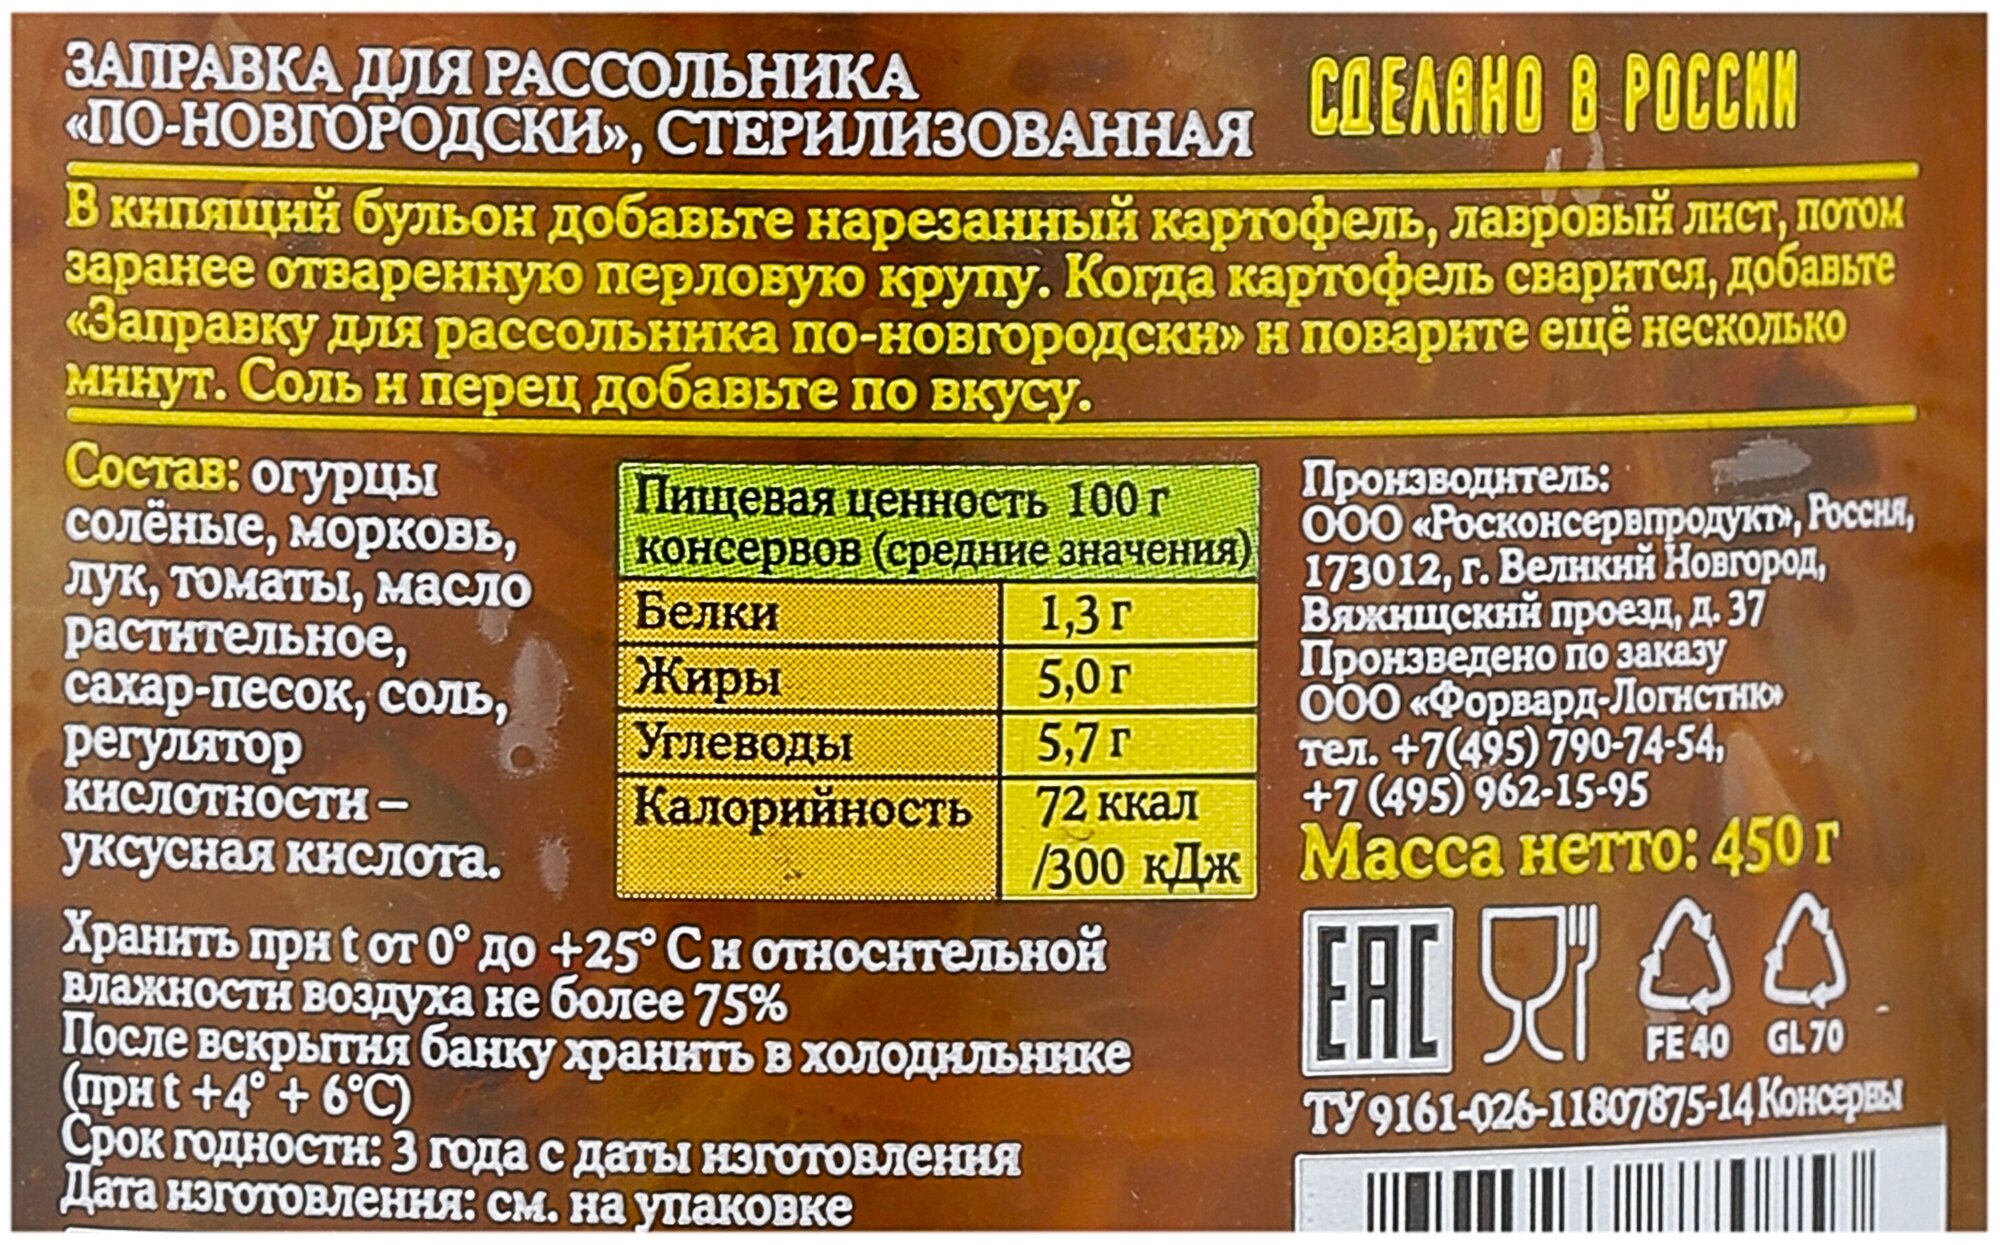 ЗАПРАВКА ДЛЯ РАССОЛЬНИКА
«ПО-НОВГОРОДСКИ», СТЕРИЛИЗОВАННАЯ
СДЕЛАНО В РОССИИ
В кипящий бульон добавьте нарезанный картофель, лавровый лист, потом
заранее отваренную перловую крупу. Когда картофель сварится, добавьте
«Заправку для рассольника по-новгородски» и поварите ещё несколько
минут. Соль и перец добавьте по вкусу.
Состав: огурцы
солёные, морковь,
лук, томаты, масло
растительное,
сахар-песок, соль,
регулятор
кислотности –
уксусная кислота.
Пищевая ценность 100 г
консервов (средние значения)
Белки 1,3 г
Жиры 5,0 г
Углеводы 5,7 г
Калорийность 72 ккал
/300 кДж
Производитель:
ООО «Росконсервпродукт», Россия,
173012, г. Великий Новгород,
Вяжищский проезд, д. 37
Произведено по заказу
ООО «Форвард-Логистик»
тел. +7(495) 790-74-54,
+7 (495) 962-15-95
Масса нетто: 450 г
EAC
FE 40 GL 70
ТУ 9161-026-11807875-14 Консервы
Хранить при t от 0° до +25° С и относительной
влажности воздуха не более 75%
После вскрытия банку хранить в холодильнике
(при t +4° + 6°С)
Срок годности: 3 года с даты изготовления
Дата изготовления: см. на упаковке